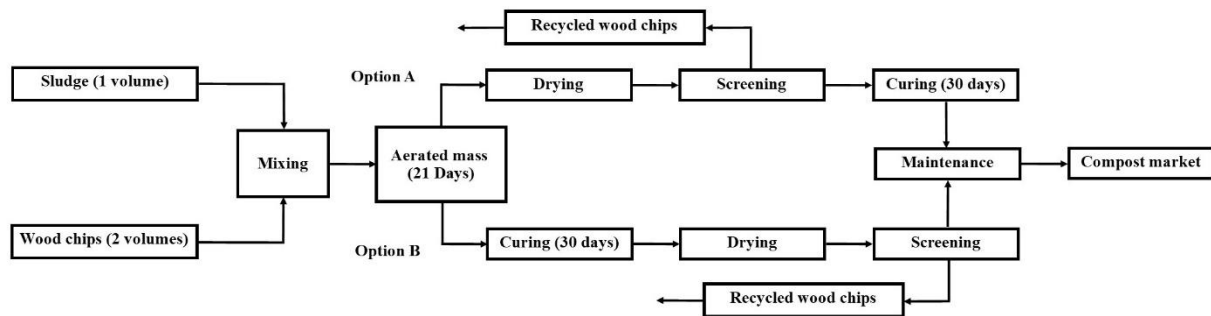 Recycled wood chips
Sludge (1 volume)
Option A
Drying
Screening
Curing (30 days)
Mixing
Aerated mass
(21 Days)
Maintenance
Compost market
Wood chips (2 volumes)
Option B
Curing (30 days)
Drying
Screening
Recycled wood chips